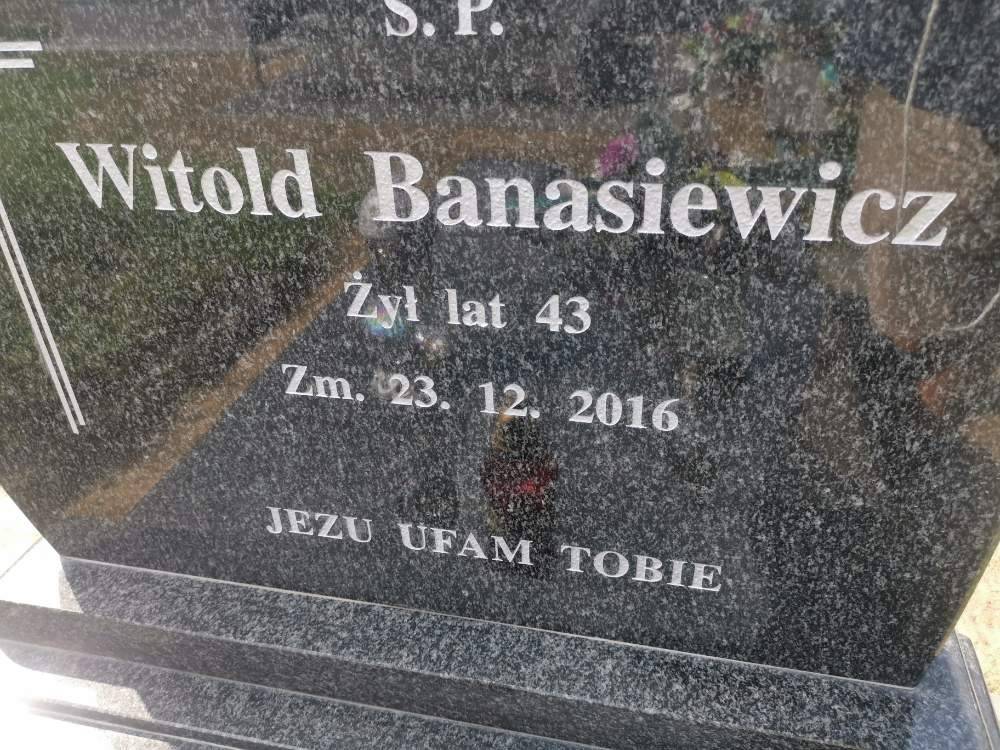 S. P.
Witold Banasiewicz
Żył lat 43
Zm. 23. 12. 2016
JEZU UFAM TOBIE